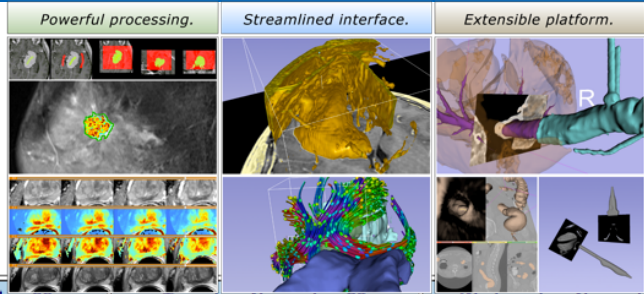 Powerful processing.
Streamlined interface.
Extensible platform.
R